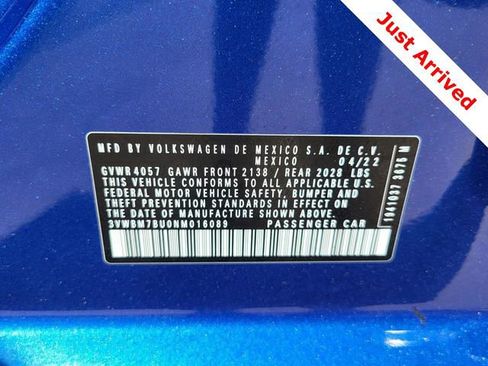 Just Arrived
MFD BY VOLKSWAGEN DE MEXICO S.A. DE C.V.
MEXICO 04/22
GVWR 4057 GAWR FRONT 2138 / REAR 2028 LBS
THIS VEHICLE CONFORMS TO ALL APPLICABLE U.S.
FEDERAL MOTOR VEHICLE SAFETY, BUMPER AND
THEFT PREVENTION STANDARDS IN EFFECT ON
THE DATE OF MANUFACTURE SHOWN ABOVE.
3VWBM7BU0NM016089 PASSENGER CAR
1941037 3676 M